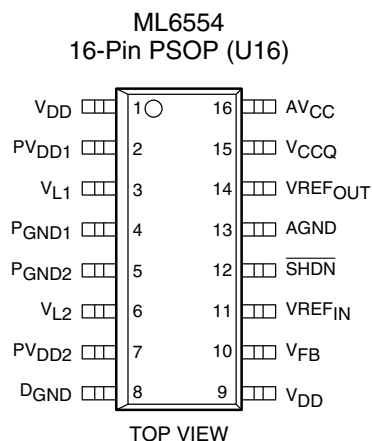 ML6554
16-Pin PSOP (U16)
VDD 1 16 AVCC
PVDD1 2 15 VCCQ
VL1 3 14 VREFOUT
PGND1 4 13 AGND
PGND2 5 12 SHDN
VL2 6 11 VREFIN
PVDD2 7 10 VFB
DGND 8 9 VDD
TOP VIEW